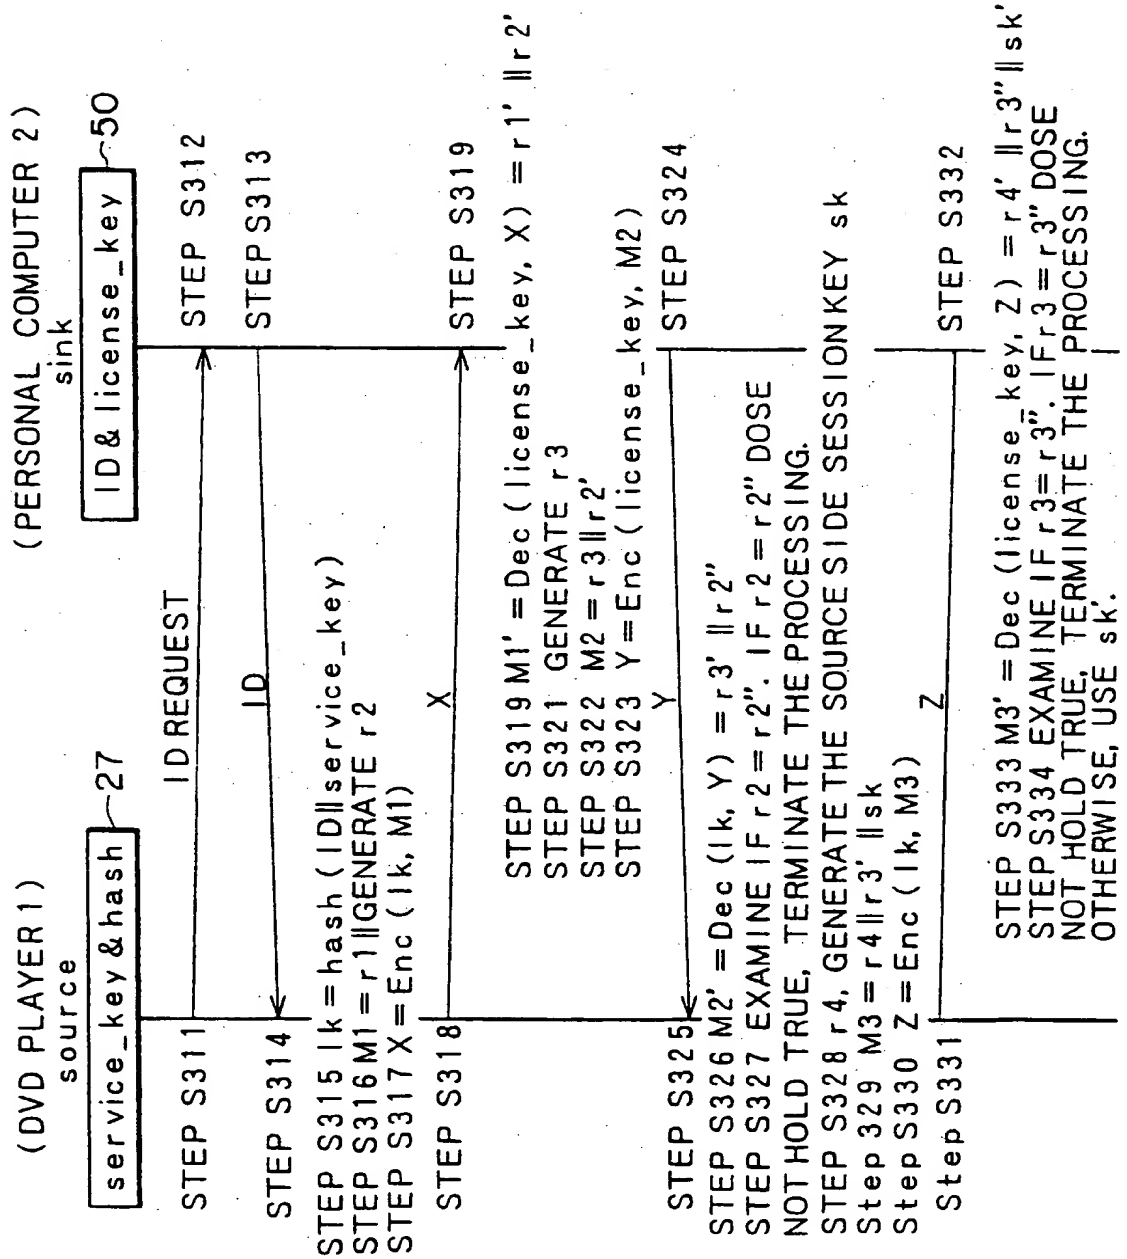 (DVD PLAYER 1)
source
service_key & hash
27
(PERSONAL COMPUTER 2)
sink
ID & license_key
50
STEP S311
ID REQUEST
STEP S312
STEP S313
ID
STEP S314
STEP S315 lk = hash (ID||service_key)
STEP S316 M1 = r1||GENERATE r2
STEP S317 X = Enc (lk, M1)
STEP S318
X
STEP S319
STEP S319 M1' = Dec (license_key, X) = r1' ||r2'
STEP S321 GENERATE r3
STEP S322 M2 = r3||r2'
STEP S323 Y = Enc (license_key, M2)
STEP S324
Y
STEP S325
STEP S326 M2' = Dec (lk, Y) = r3' ||r2"
STEP S327 EXAMINE IF r2 = r2". IF r2 = r2" DOSE
NOT HOLD TRUE, TERMINATE THE PROCESSING.
STEP S328 r4, GENERATE THE SOURCE SIDE SESSION KEY sk
Step 329 M3 = r4||r3' ||sk
Step S330 Z = Enc (lk, M3)
Step S331
Z
STEP S332
STEP S333 M3' = Dec (license_key, Z) = r4' ||r3" ||sk'
STEP S334 EXAMINE IF r3 = r3". IF r3 = r3" DOSE
NOT HOLD TRUE, TERMINATE THE PROCESSING.
OTHERWISE, USE sk'.